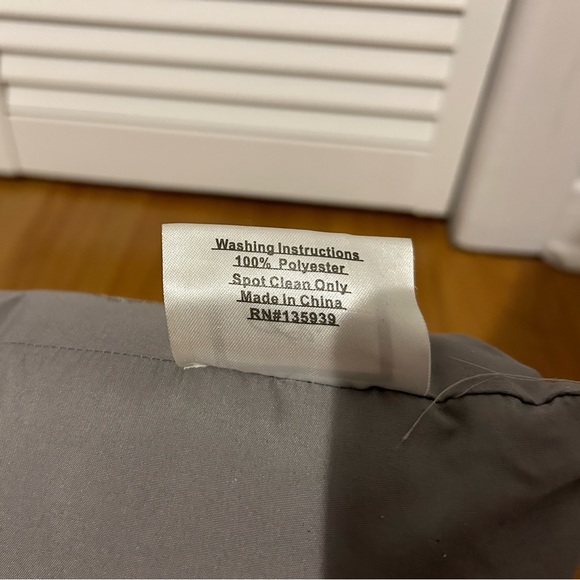 Washing Instructions
100% Polyester
Spot Clean Only
Made in China
RN#135939